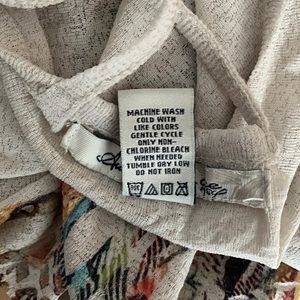 MACHINE WASH
COLD WITH
LIKE COLORS
GENTLE CYCLE
ONLY NON-
CHLORINE BLEACH
WHEN NEEDED
TUMBLE DRY LOW
DO NOT IRON